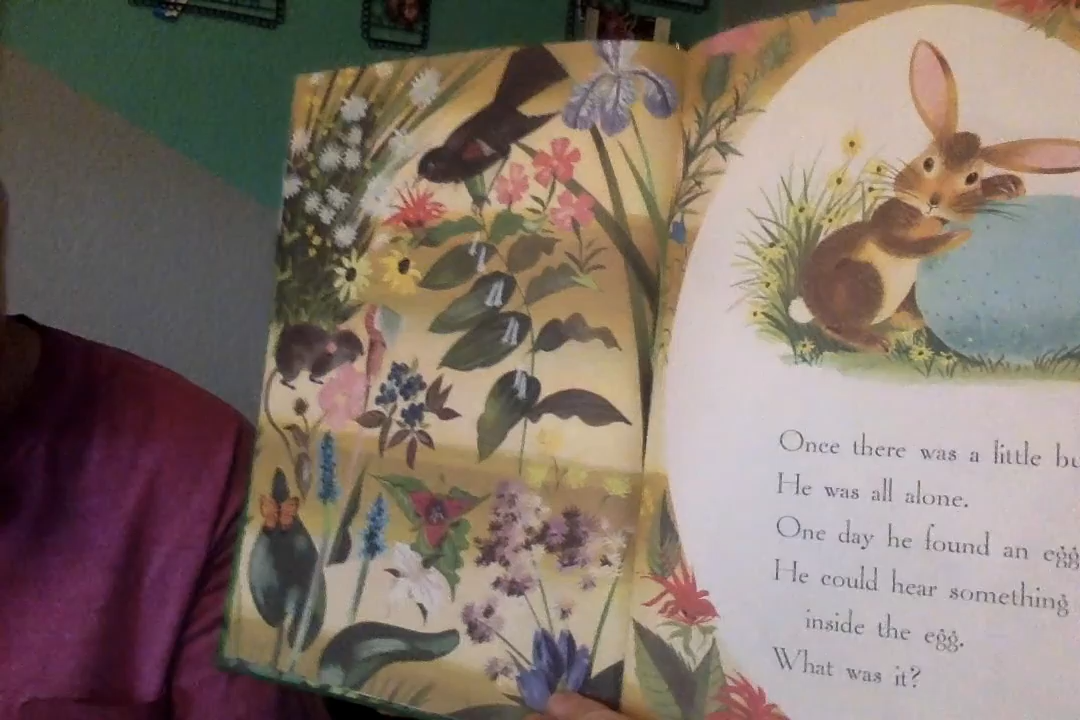 Once there was a little
He was all alone.
One day he found an
He could hear something
inside the egg.
What was it?